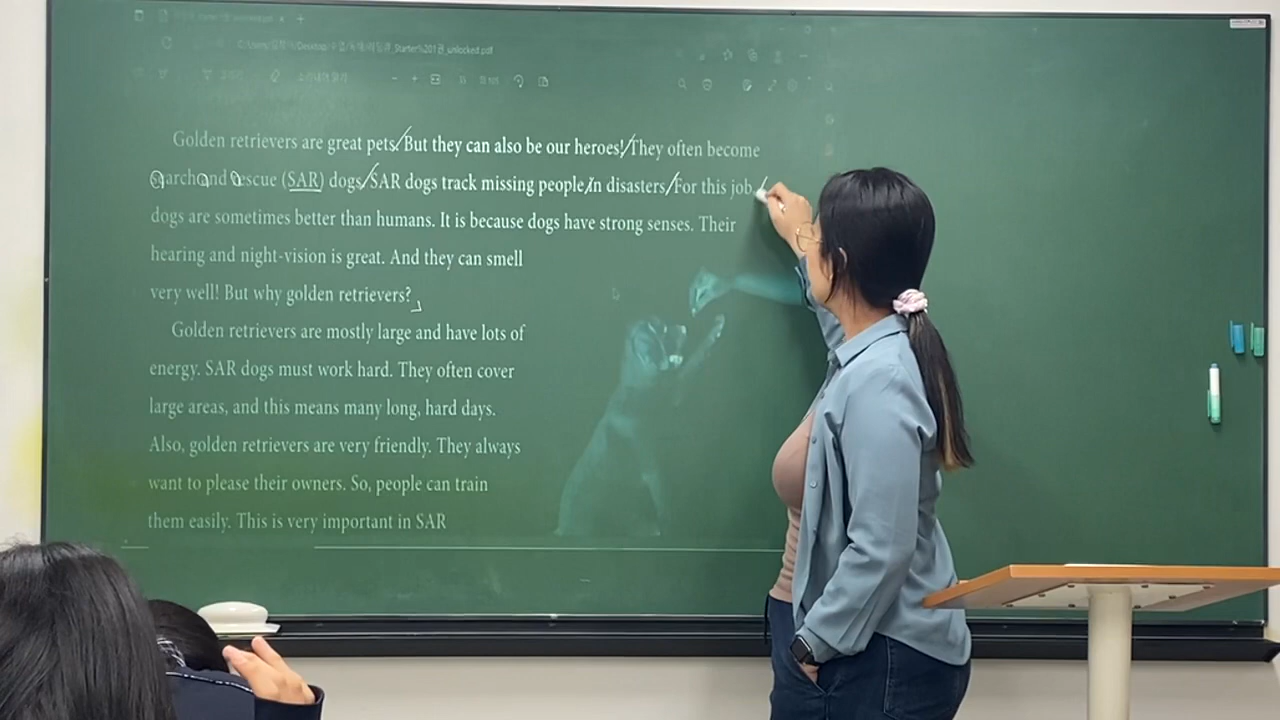 Golden retrievers are great pets. But they can also be our heroes! They often become
search and rescue (SAR) dogs. SAR dogs track missing people in disasters. For this job,
dogs are sometimes better than humans. It is because dogs have strong senses. Their
hearing and night-vision is great. And they can smell
very well! But why golden retrievers?
Golden retrievers are mostly large and have lots of
energy. SAR dogs must work hard. They often cover
large areas, and this means many long, hard days.
Also, golden retrievers are very friendly. They always
want to please their owners. So, people can train
them easily. This is very important in SAR